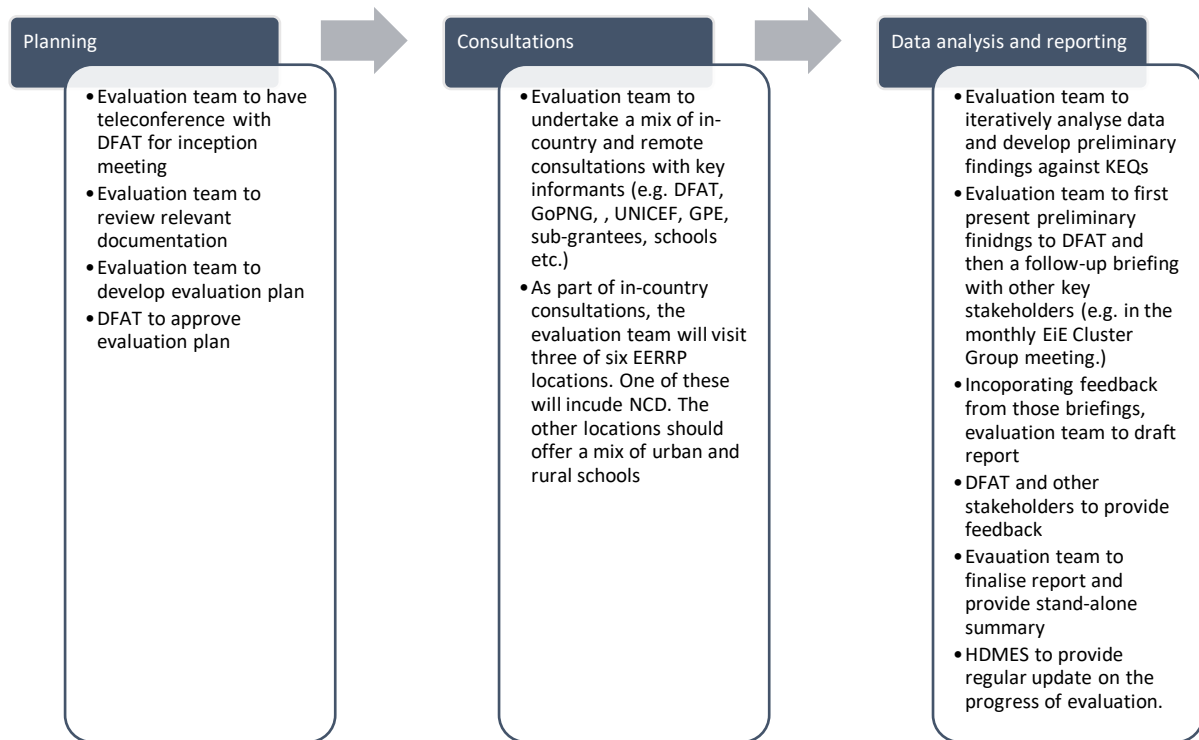 Planning
•Evaluation team to have
teleconference with
DFAT for inception
meeting
•Evaluation team to
review relevant
documentation
•Evaluation team to
develop evaluation plan
•DFAT to approve
evaluation plan
Consultations
•Evaluation team to
undertake a mix of in-
country and remote
consultations with key
informants (e.g. DFAT,
GoPNG, , UNICEF, GPE,
sub-grantees, schools
etc.)
•As part of in-country
consultations, the
evaluation team will visit
three of six EERRP
locations. One of these
will incude NCD. The
other locations should
offer a mix of urban and
rural schools
Data analysis and reporting
•Evaluation team to
iteratively analyse data
and develop preliminary
findings against KEQs
•Evaluation team to first
present preliminary
finidngs to DFAT and
then a follow-up briefing
with other key
stakeholders (e.g. in the
monthly EiE Cluster
Group meeting.)
•Incoporating feedback
from those briefings,
evaluation team to draft
report
•DFAT and other
stakeholders to provide
feedback
•Evauation team to
finalise report and
provide stand-alone
summary
•HDMES to provide
regular update on the
progress of evaluation.